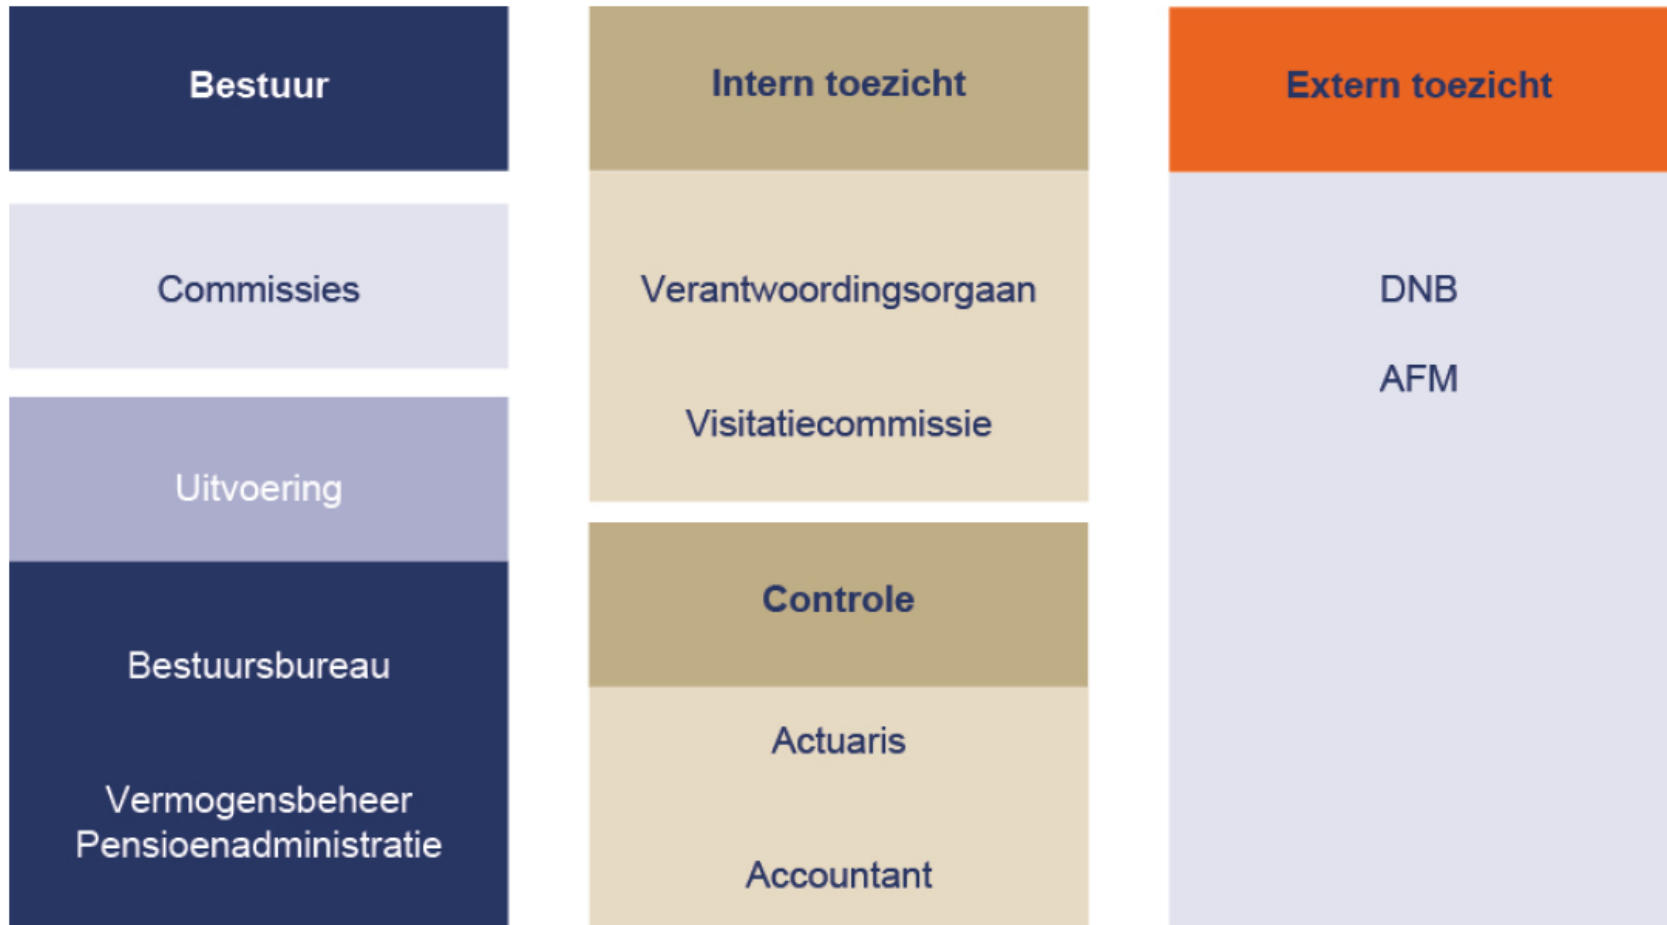 Bestuur
Commissies
Uitvoering
Bestuursbureau
Vermogensbeheer
Pensioenadministratie
Intern toezicht
Verantwoordingsorgaan
Visitatiecommissie
Controle
Actuaris
Accountant
Extern toezicht
DNB
AFM